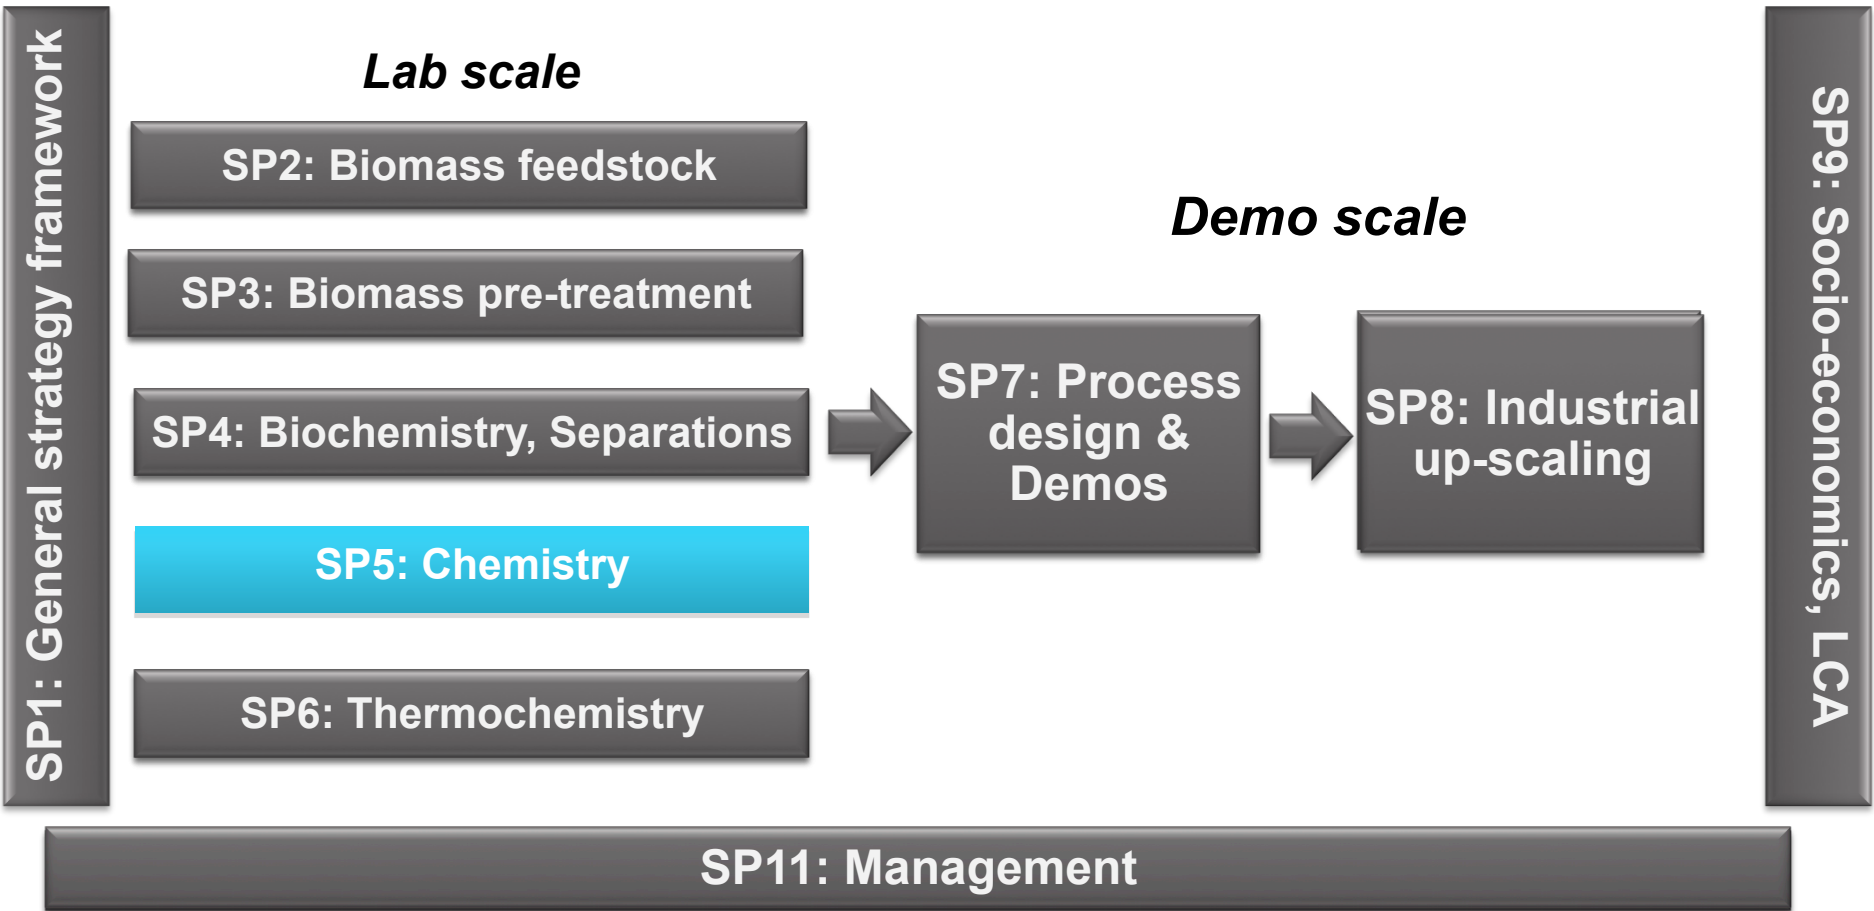 SP1: General strategy framework
Lab scale
SP2: Biomass feedstock
SP3: Biomass pre-treatment
SP4: Biochemistry, Separations
SP5: Chemistry
SP6: Thermochemistry
Demo scale
SP7: Process
design &
Demos
SP8: Industrial
up-scaling
SP9: Socio-economics, LCA
SP11: Management